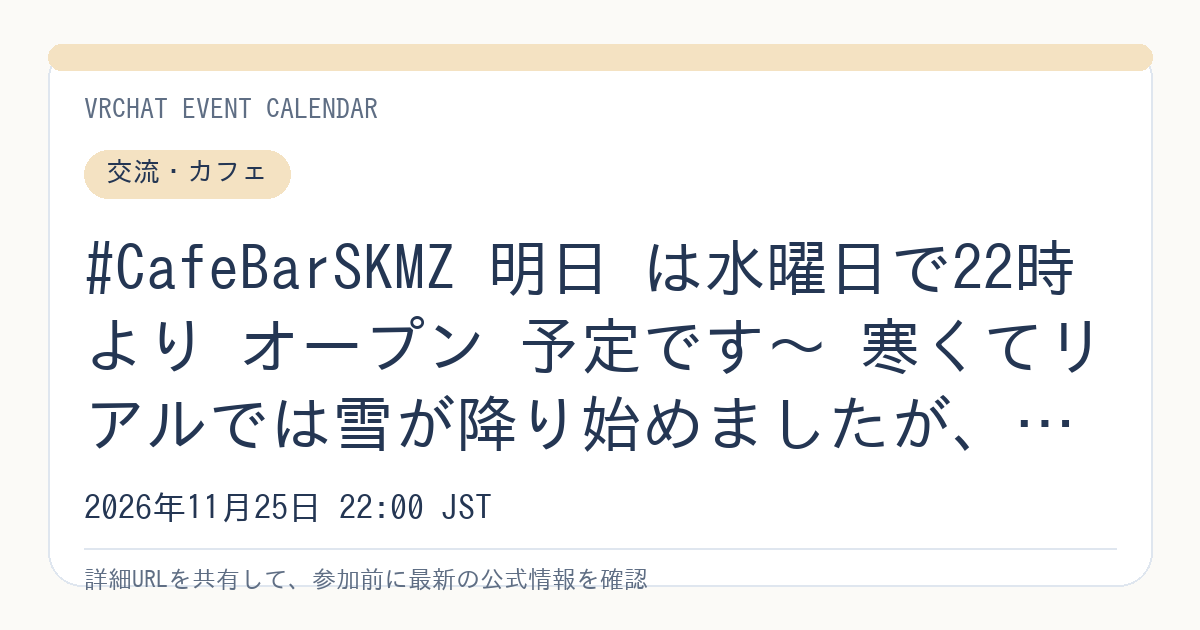 VRCHAT EVENT CALENDAR
交流・カフェ
#CafeBarSKMZ 明日 は水曜日で22時
より オープン 予定です〜 寒くてリ
アルでは雪が降り始めましたが、…
2026年11月25日 22:00 JST
詳細URLを共有して、参加前に最新の公式情報を確認